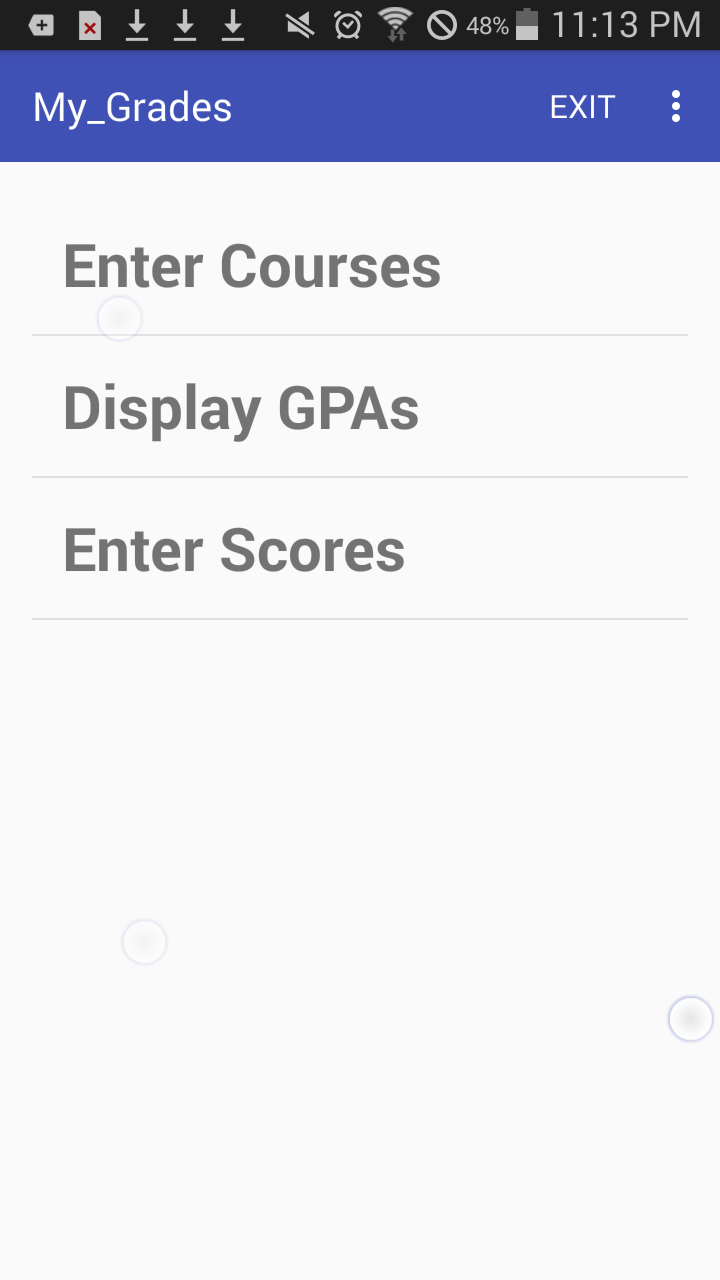 48% 11:13 PM
My_Grades EXIT
Enter Courses
Display GPAs
Enter Scores